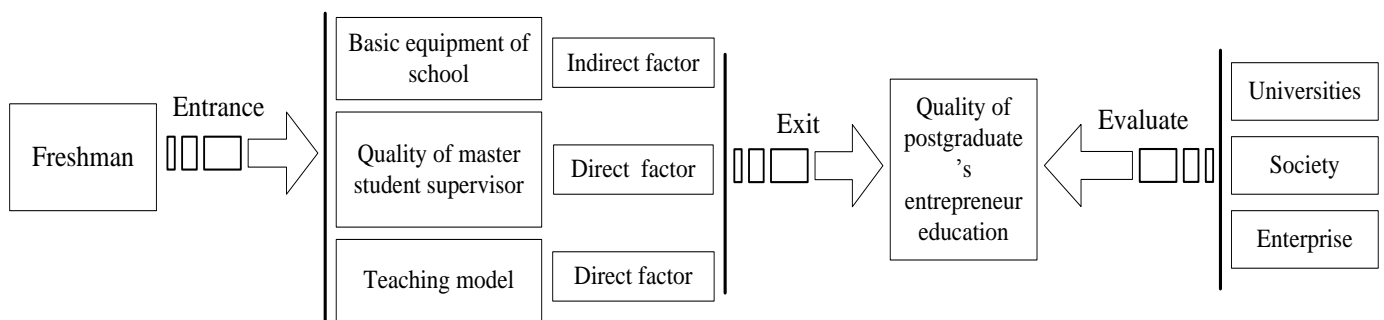 Freshman
Entrance
Basic equipment of
school
Indirect factor
Quality of master
student supervisor
Direct factor
Teaching model
Direct factor
Exit
Quality of
postgraduate
's
entrepreneur
education
Evaluate
Universities
Society
Enterprise